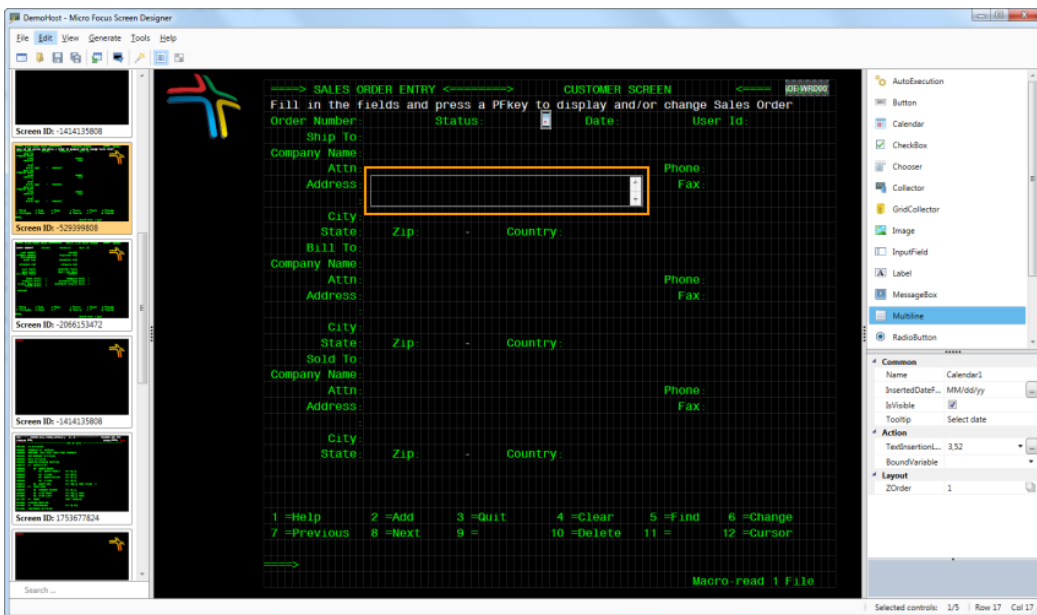 DemoHost - Micro Focus Screen Designer
File Edit View Generate Tools Help
Screen ID: -1414135808
Screen ID: -529399808
Screen ID: -2066153472
Screen ID: -1414135808
Screen ID: 1753677824
Search ...
====> SALES ORDER ENTRY <========> CUSTOMER SCREEN <====
Fill in the fields and press a PFkey to display and/or change Sales Order
Order Number: Status: Date: User Id:
Ship To:
Company Name:
Attn: Phone:
Address: Fax:
:
City:
State: Zip: - Country:
Bill To:
Company Name:
Attn: Phone:
Address: Fax:
:
City:
State: Zip: - Country:
Sold To:
Company Name:
Attn: Phone:
Address: Fax:
:
City:
State: Zip: - Country:
1 =Help 2 =Add 3 =Quit 4 =Clear 5 =Find 6 =Change
7 =Previous 8 =Next 9 = 10 =Delete 11 = 12 =Cursor
====>
Macro-read 1 File
AutoExecution
Button
Calendar
CheckBox
Chooser
Collector
GridCollector
Image
InputField
Label
MessageBox
Multiline
RadioButton
Common
Name Calendar1
InsertedDateF... MM/dd/yy ...
IsVisible
Tooltip Select date
Action
TextInsertionL... 3,52 ...
BoundVariable
Layout
ZOrder 1
Selected controls: 1/5 Row 17 Col 17